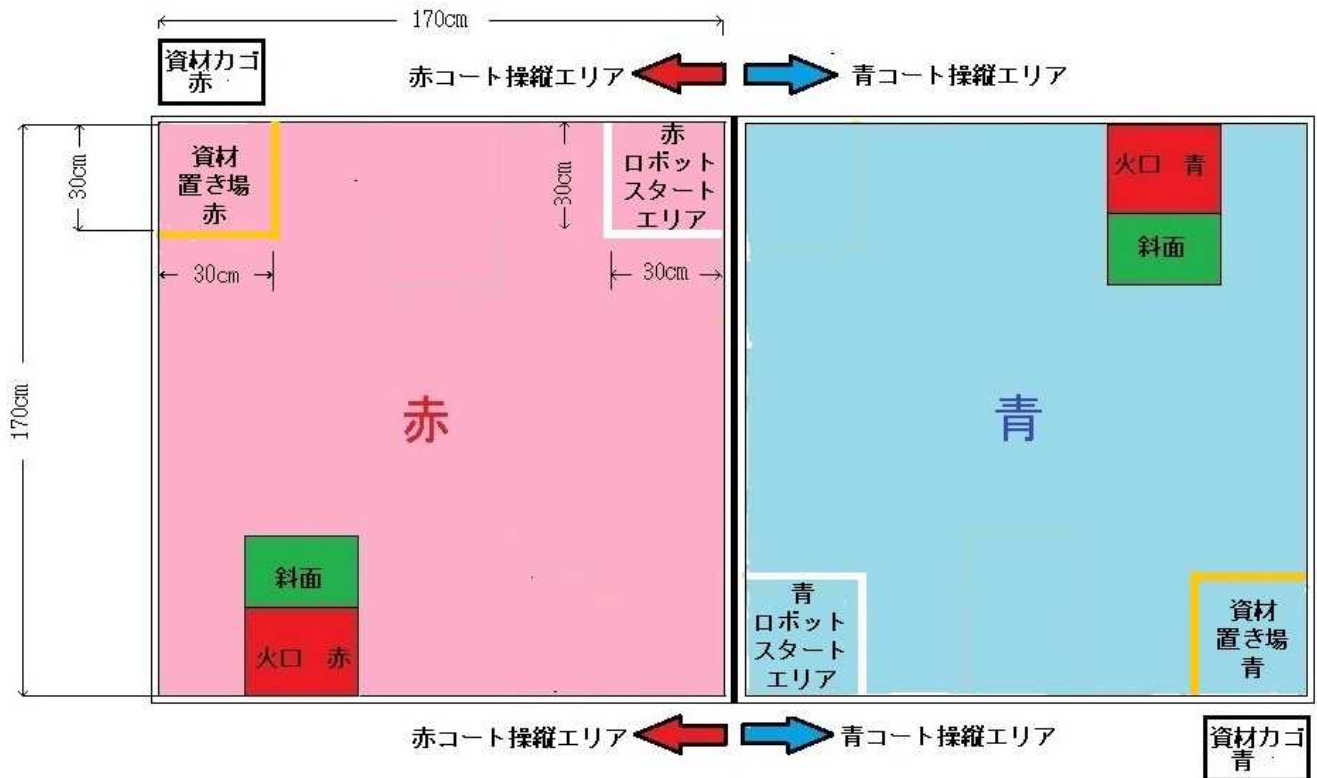 170cm
資材カゴ
赤
赤コート操縦エリア
青コート操縦エリア
30cm
資材
置き場
赤
30cm
赤
ロボット
スタート
エリア
火口 青
30cm
30cm
斜面
170cm
赤
青
斜面
火口 赤
青
ロボット
スタート
エリア
資材
置き場
青
赤コート操縦エリア
青コート操縦エリア
資材カゴ
青